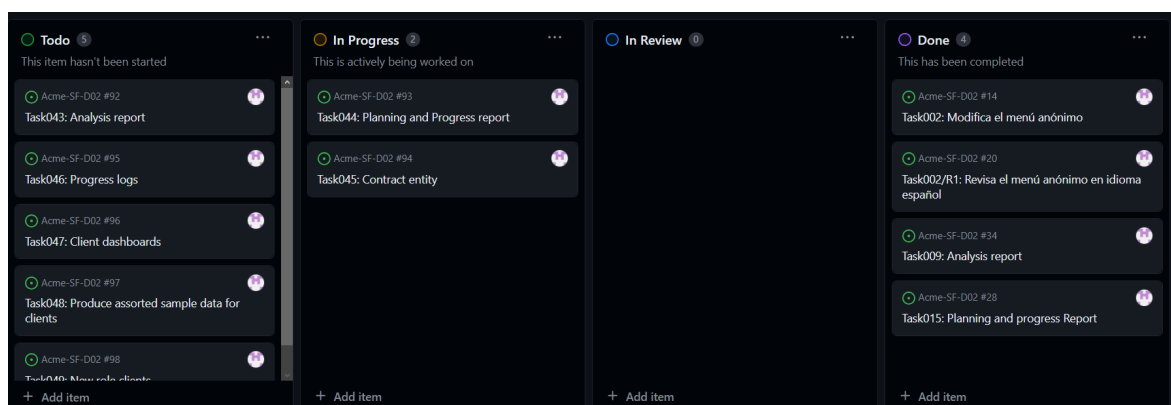 Todo 5
This item hasn't been started
Acme-SF-D02 #92
Task043: Analysis report
Acme-SF-D02 #95
Task046: Progress logs
Acme-SF-D02 #96
Task047: Client dashboards
Acme-SF-D02 #97
Task048: Produce assorted sample data for
clients
Acme-SF-D02 #98
Task049: New role clients
+ Add item
In Progress 2
This is actively being worked on
Acme-SF-D02 #93
Task044: Planning and Progress report
Acme-SF-D02 #94
Task045: Contract entity
+ Add item
In Review 0
+ Add item
Done 4
This has been completed
Acme-SF-D02 #14
Task002: Modifica el menú anónimo
Acme-SF-D02 #20
Task002/R1: Revisa el menú anónimo en idioma
español
Acme-SF-D02 #34
Task009: Analysis report
Acme-SF-D02 #28
Task015: Planning and progress Report
+ Add item